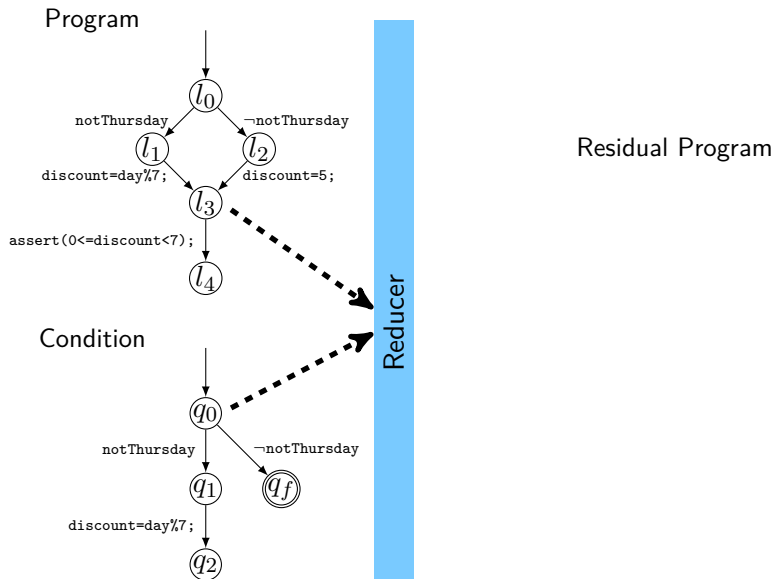 Program
l₀
notThursday
¬notThursday
l₁
l₂
Residual Program
discount=day%7;
discount=5;
l₃
assert(0<=discount<7);
l₄
Reducer
Condition
q₀
notThursday
¬notThursday
q₁
q_f
discount=day%7;
q₂